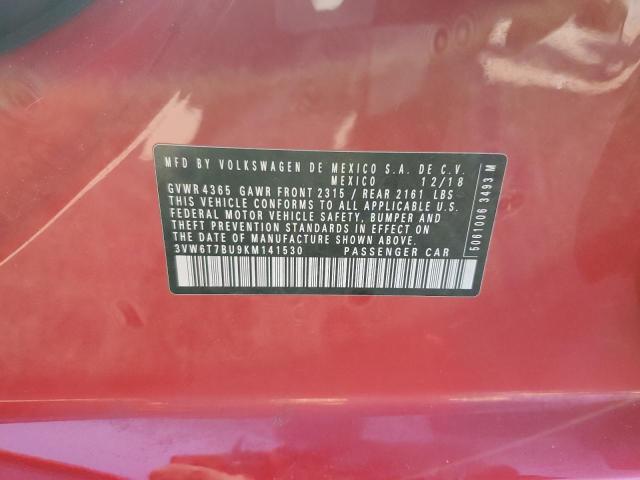 MFD BY VOLKSWAGEN DE MEXICO S.A. DE C.V.
MEXICO 12/18
GVWR 4365 GAWR FRONT 2315 / REAR 2161 LBS
THIS VEHICLE CONFORMS TO ALL APPLICABLE U.S.
FEDERAL MOTOR VEHICLE SAFETY, BUMPER AND
THEFT PREVENTION STANDARDS IN EFFECT ON
THE DATE OF MANUFACTURE SHOWN ABOVE.
3VW6T7BU9KM141530 PASSENGER CAR
5061006 3493 M